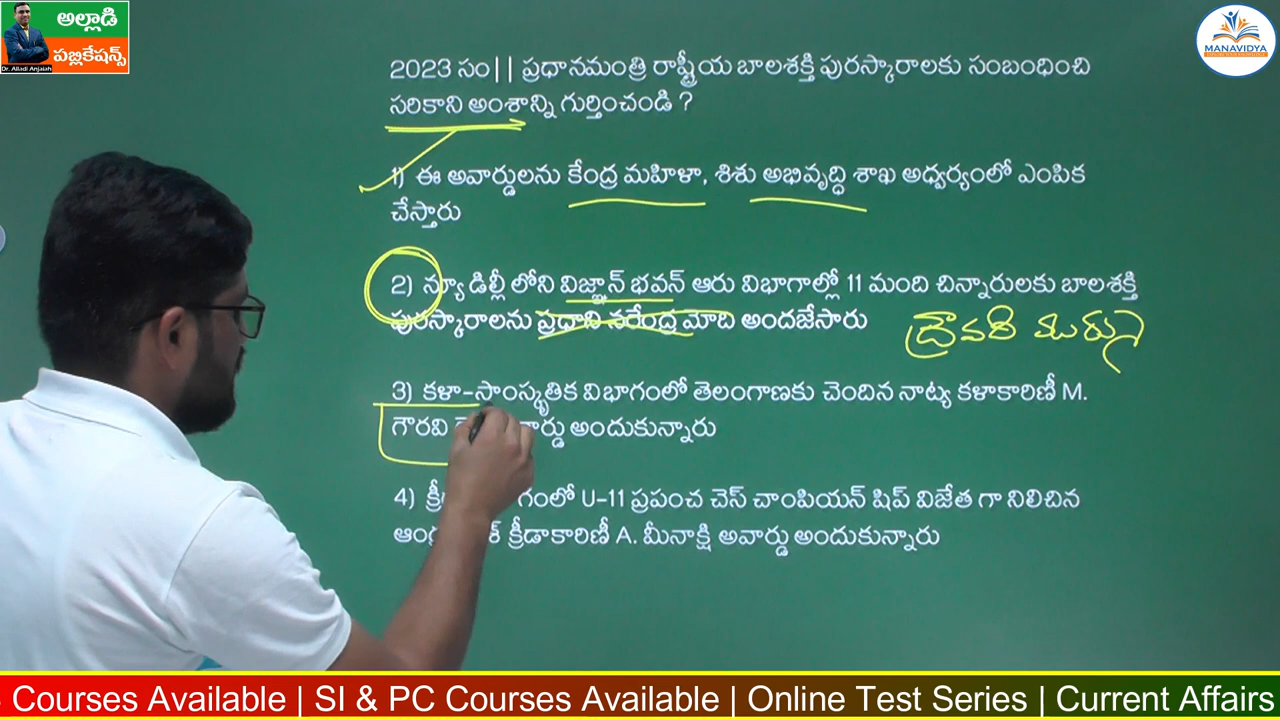 అల్లాడి
పబ్లికేషన్స్
Dr. Alladi Anjaiah
MANAVIDYA
2023 సం|| ప్రధానమంత్రి రాష్ట్రీయ బాలశక్తి పురస్కారాలకు సంబంధించి
సరికాని అంశాన్ని గుర్తించండి ?
1) ఈ అవార్డులను కేంద్ర మహిళా, శిశు అభివృద్ధి శాఖ అధ్వర్యంలో ఎంపిక
చేస్తారు
2) న్యూ డిల్లీ లోని విజ్ఞాన్ భవన్ ఆరు విభాగాల్లో 11 మంది చిన్నారులకు బాలశక్తి
పురస్కారాలను ప్రధాని నరేంద్ర మోది అందజేసారు
ద్రౌపది ముర్ము
3) కళా-సాంస్కృతిక విభాగంలో తెలంగాణకు చెందిన నాట్య కళాకారిణీ M.
గౌరవి అందుకున్నారు
4) U-11 ప్రపంచ చెస్ చాంపియన్ షిప్ విజేత గా నిలిచిన
క్రీడాకారిణీ A. మీనాక్షి అవార్డు అందుకున్నారు
Courses Available | SI & PC Courses Available | Online Test Series | Current Affairs